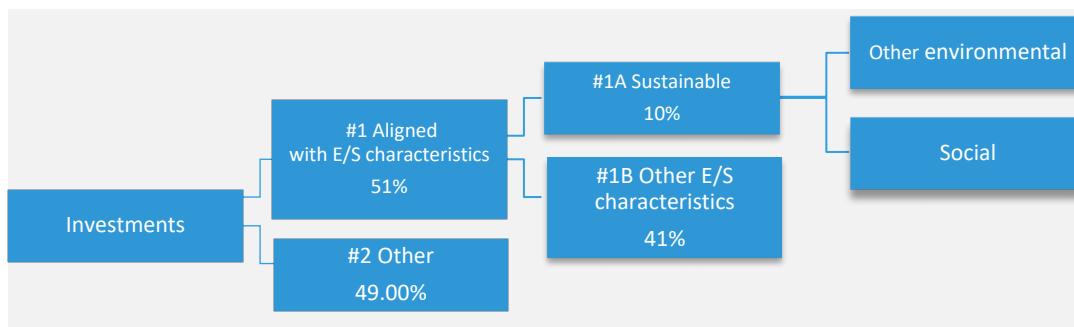 Investments
#1 Aligned
with E/S characteristics
51%
#2 Other
49.00%
#1A Sustainable
10%
#1B Other E/S
characteristics
41%
Other environmental
Social